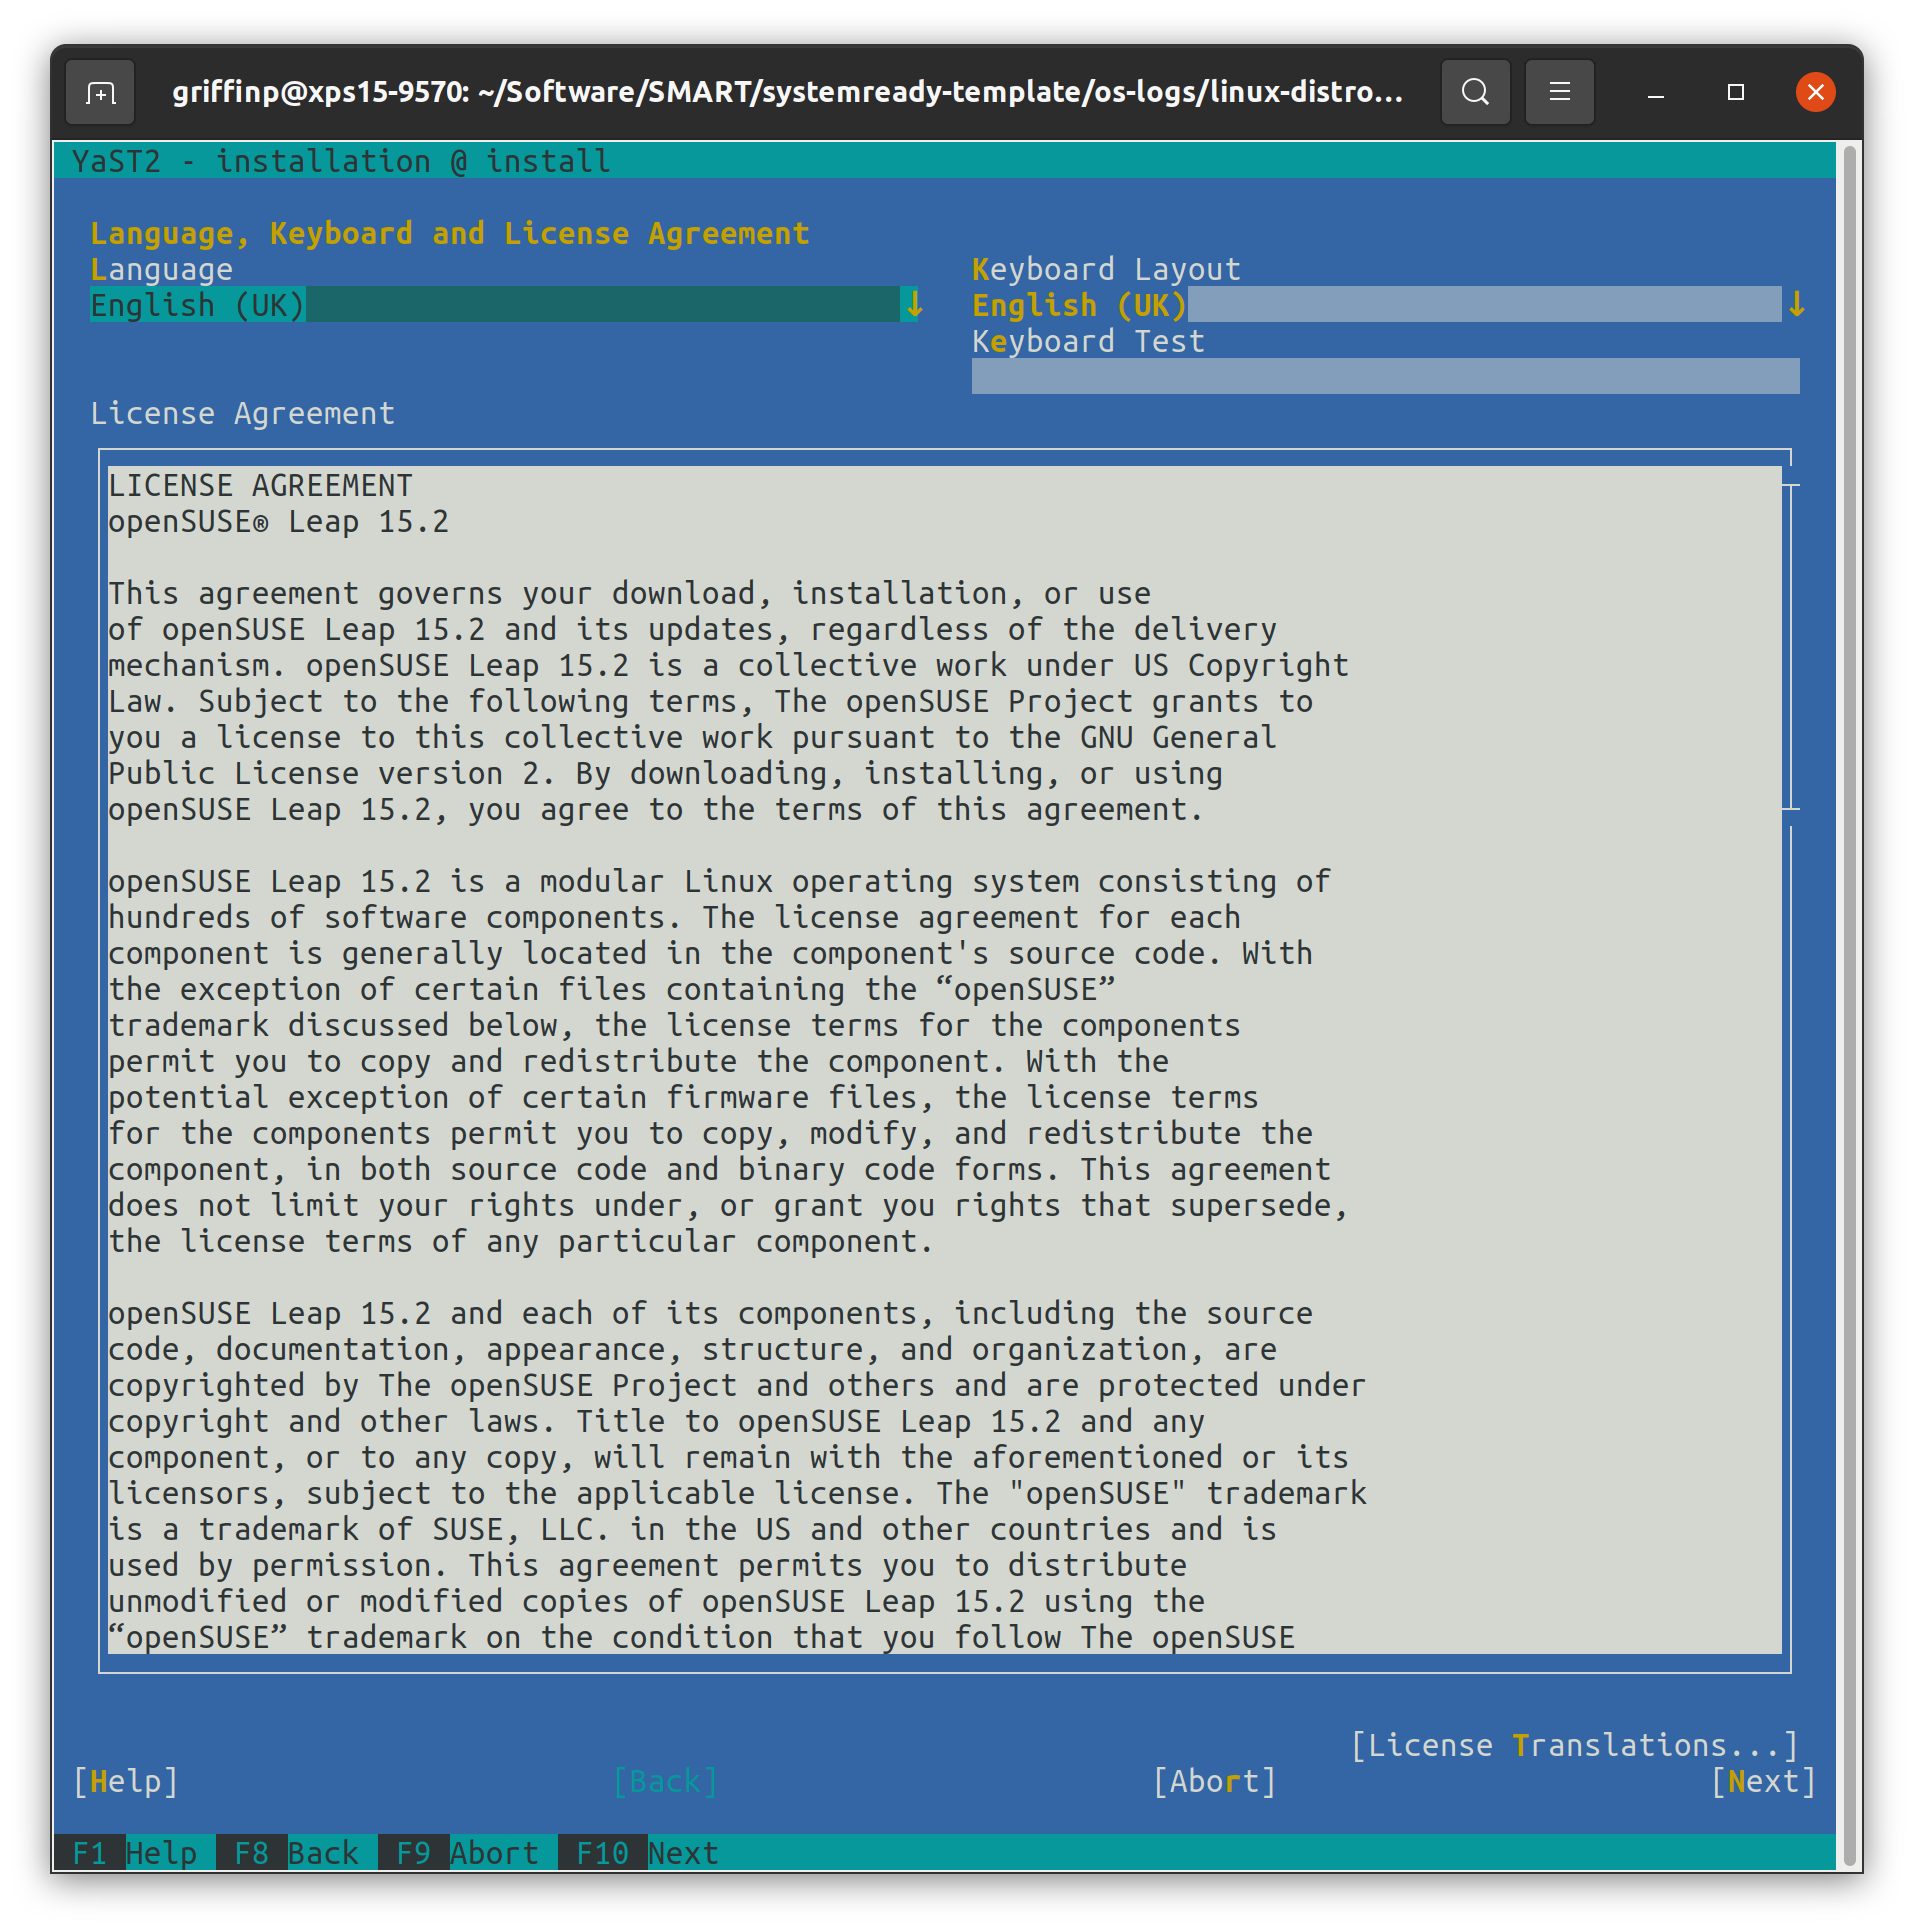 griffinp@xps15-9570: ~/Software/SMART/systemready-template/os-logs/linux-distro...
YaST2 - installation @ install
Language, Keyboard and License Agreement
Language
Keyboard Layout
English (UK)↓
English (UK)↓
Keyboard Test
License Agreement
LICENSE AGREEMENT
openSUSE® Leap 15.2
This agreement governs your download, installation, or use
of openSUSE Leap 15.2 and its updates, regardless of the delivery
mechanism. openSUSE Leap 15.2 is a collective work under US Copyright
Law. Subject to the following terms, The openSUSE Project grants to
you a license to this collective work pursuant to the GNU General
Public License version 2. By downloading, installing, or using
openSUSE Leap 15.2, you agree to the terms of this agreement.
openSUSE Leap 15.2 is a modular Linux operating system consisting of
hundreds of software components. The license agreement for each
component is generally located in the component's source code. With
the exception of certain files containing the “openSUSE”
trademark discussed below, the license terms for the components
permit you to copy and redistribute the component. With the
potential exception of certain firmware files, the license terms
for the components permit you to copy, modify, and redistribute the
component, in both source code and binary code forms. This agreement
does not limit your rights under, or grant you rights that supersede,
the license terms of any particular component.
openSUSE Leap 15.2 and each of its components, including the source
code, documentation, appearance, structure, and organization, are
copyrighted by The openSUSE Project and others and are protected under
copyright and other laws. Title to openSUSE Leap 15.2 and any
component, or to any copy, will remain with the aforementioned or its
licensors, subject to the applicable license. The "openSUSE" trademark
is a trademark of SUSE, LLC. in the US and other countries and is
used by permission. This agreement permits you to distribute
unmodified or modified copies of openSUSE Leap 15.2 using the
“openSUSE” trademark on the condition that you follow The openSUSE
[License Translations...]
[Help] [Back] [Abort] [Next]
F1 Help F8 Back F9 Abort F10 Next